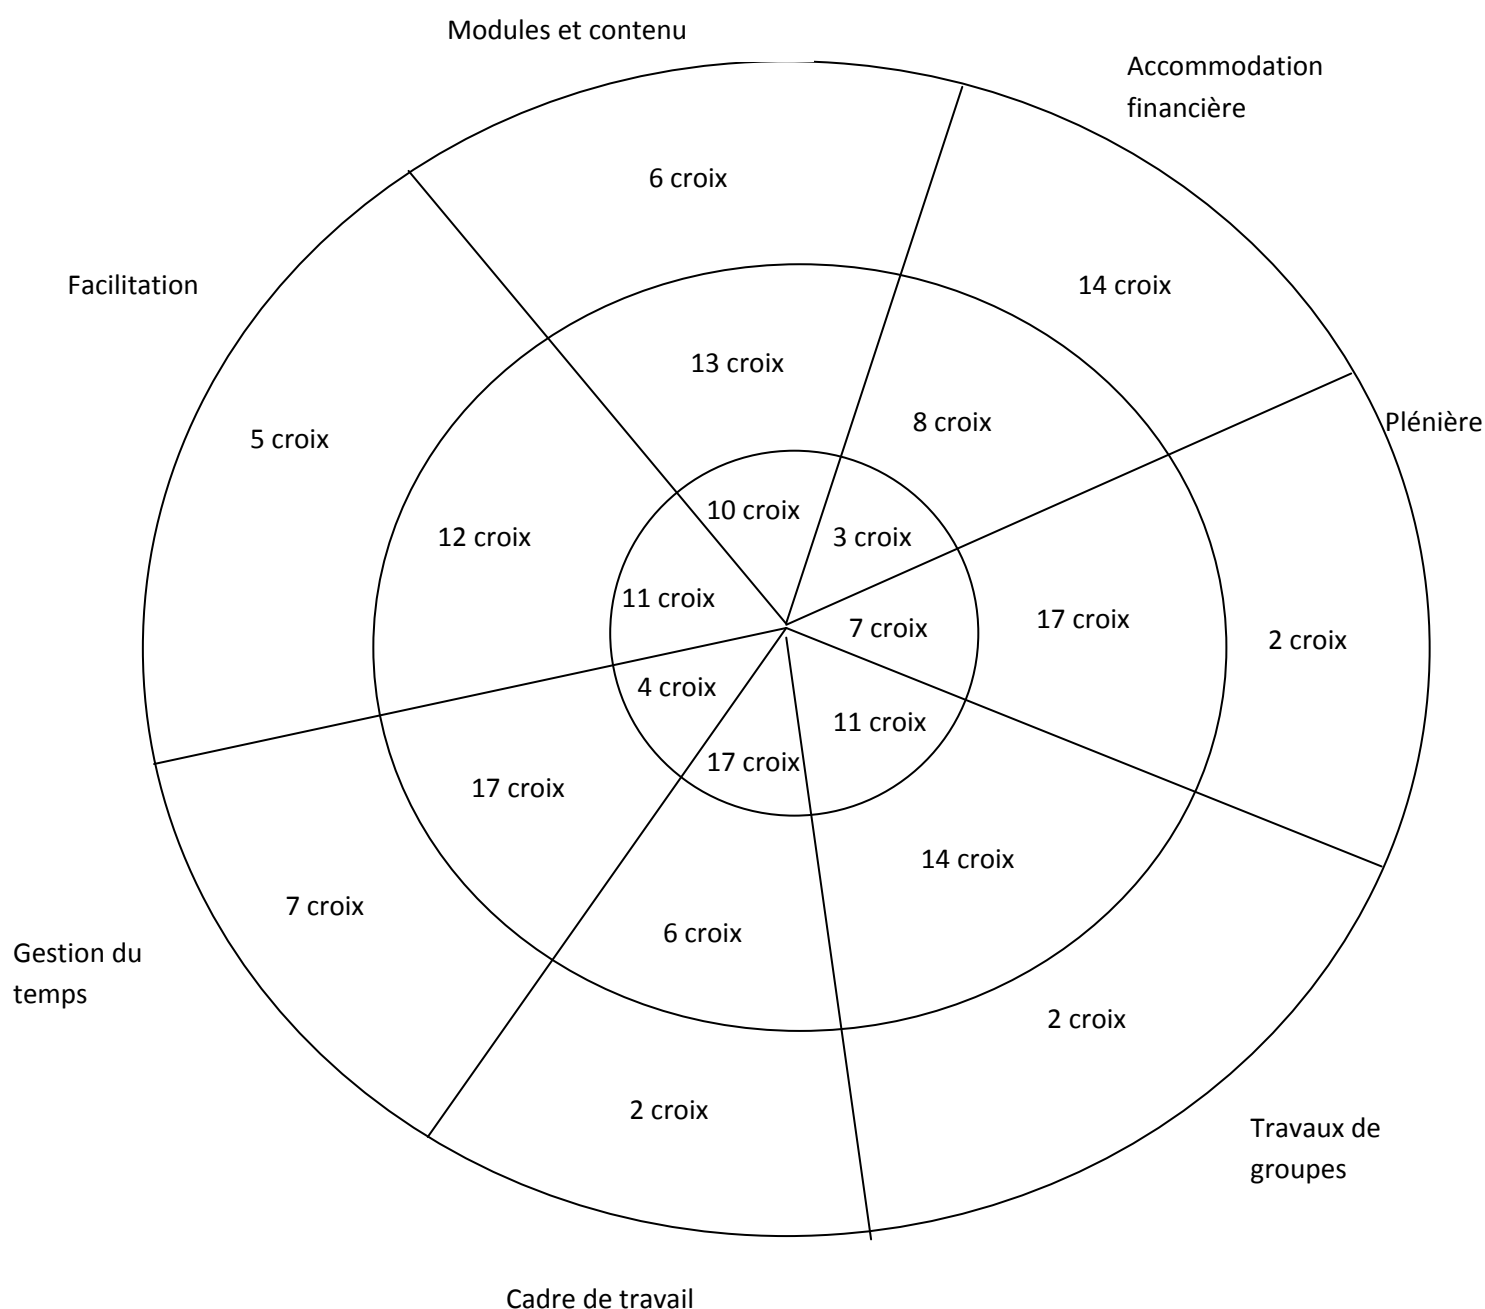 Modules et contenu
Accommodation
financière
6 croix
Facilitation
14 croix
13 croix
Plénière
8 croix
5 croix
10 croix
12 croix
3 croix
11 croix
17 croix
7 croix
2 croix
4 croix
11 croix
17 croix
17 croix
14 croix
7 croix
6 croix
Gestion du
temps
2 croix
2 croix
Travaux de
groupes
Cadre de travail